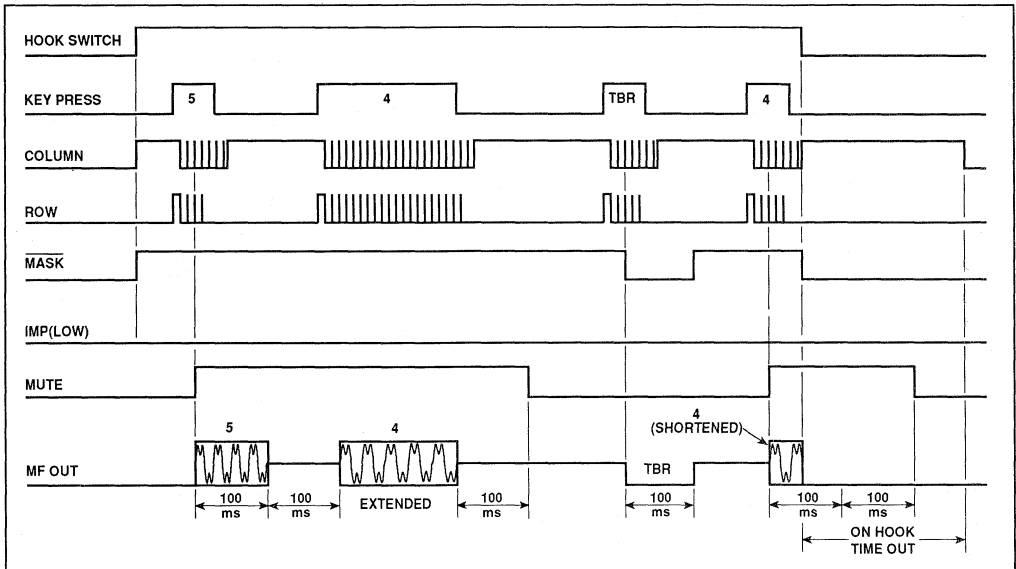 HOOK SWITCH
KEY PRESS
5
4
TBR
4
COLUMN
ROW
MASK
IMP(LOW)
MUTE
5
4
4
(SHORTENED)
MF OUT
TBR
100
ms
100
ms
EXTENDED
100
ms
100
ms
100
ms
100
ms
ON HOOK
TIME OUT